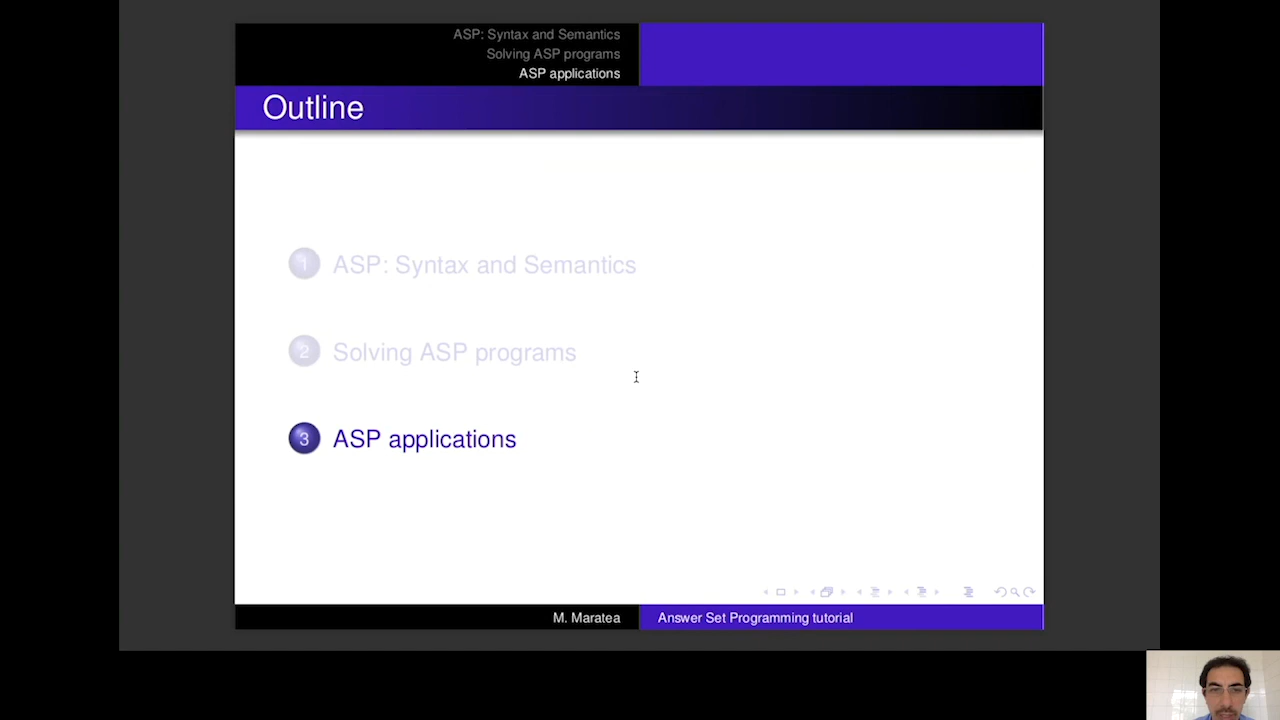 ASP: Syntax and Semantics
Solving ASP programs
ASP applications
Outline
1 ASP: Syntax and Semantics
2 Solving ASP programs
3 ASP applications
M. Maratea
Answer Set Programming tutorial